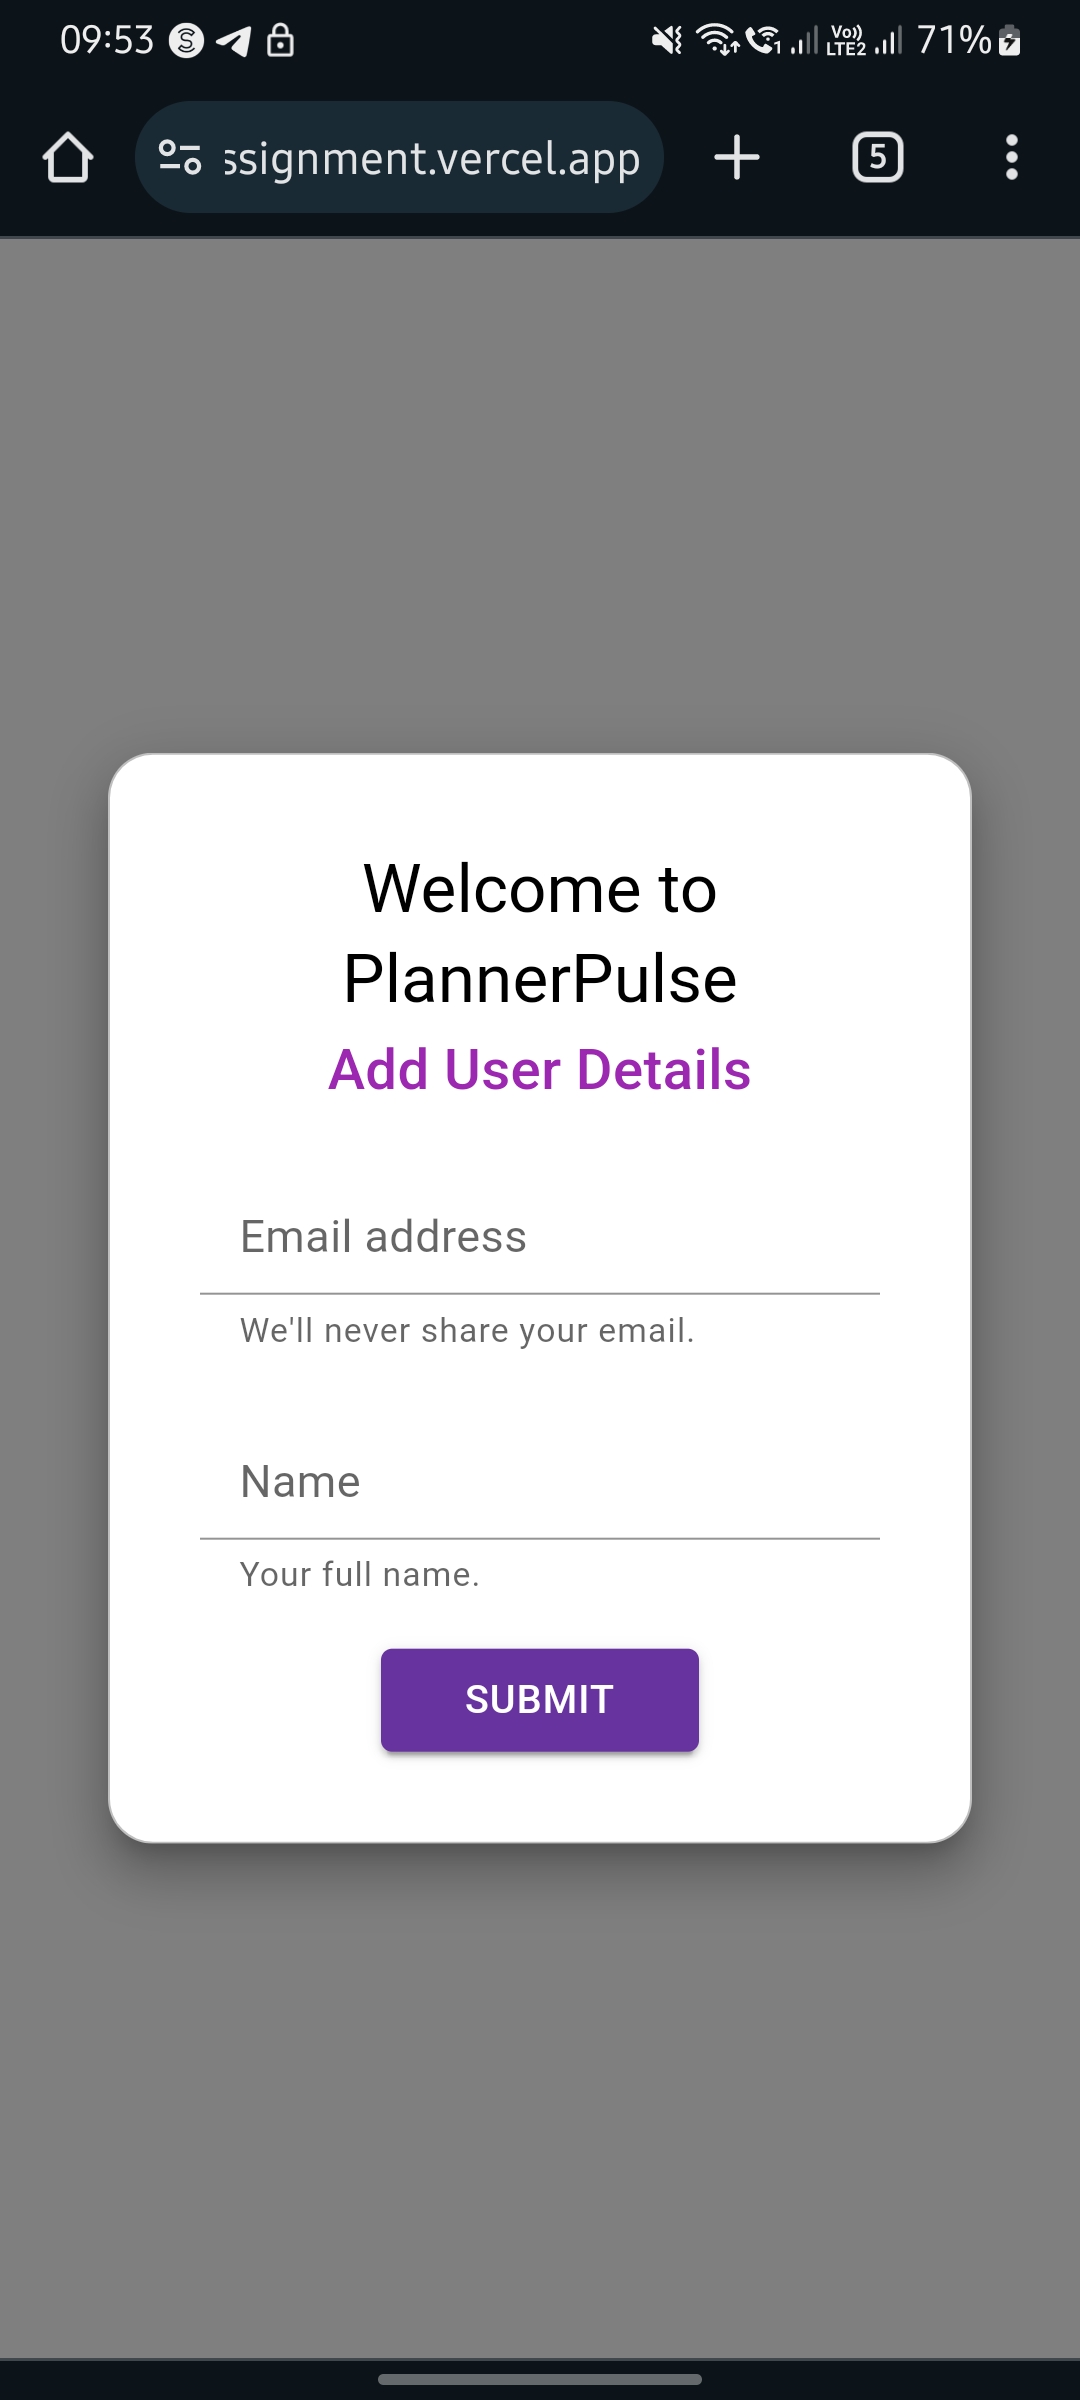 09:53 Vo)) LTE2 71%
ssignment.vercel.app 5
Welcome to
PlannerPulse
Add User Details
Email address
We'll never share your email.
Name
Your full name.
SUBMIT